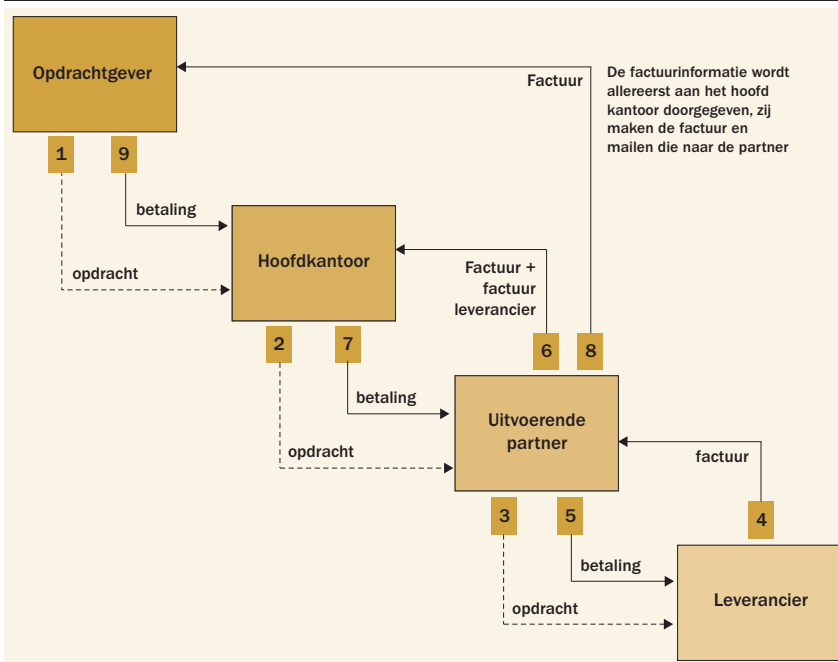 Opdrachtgever
Factuur
De factuurinformatie wordt
allereerst aan het hoofd
kantoor doorgegeven, zij
maken de factuur en
mailen die naar de partner
1
9
betaling
opdracht
Hoofdkantoor
Factuur +
factuur
leverancier
2
7
6
8
betaling
opdracht
Uitvoerende
partner
factuur
3
5
4
betaling
opdracht
Leverancier